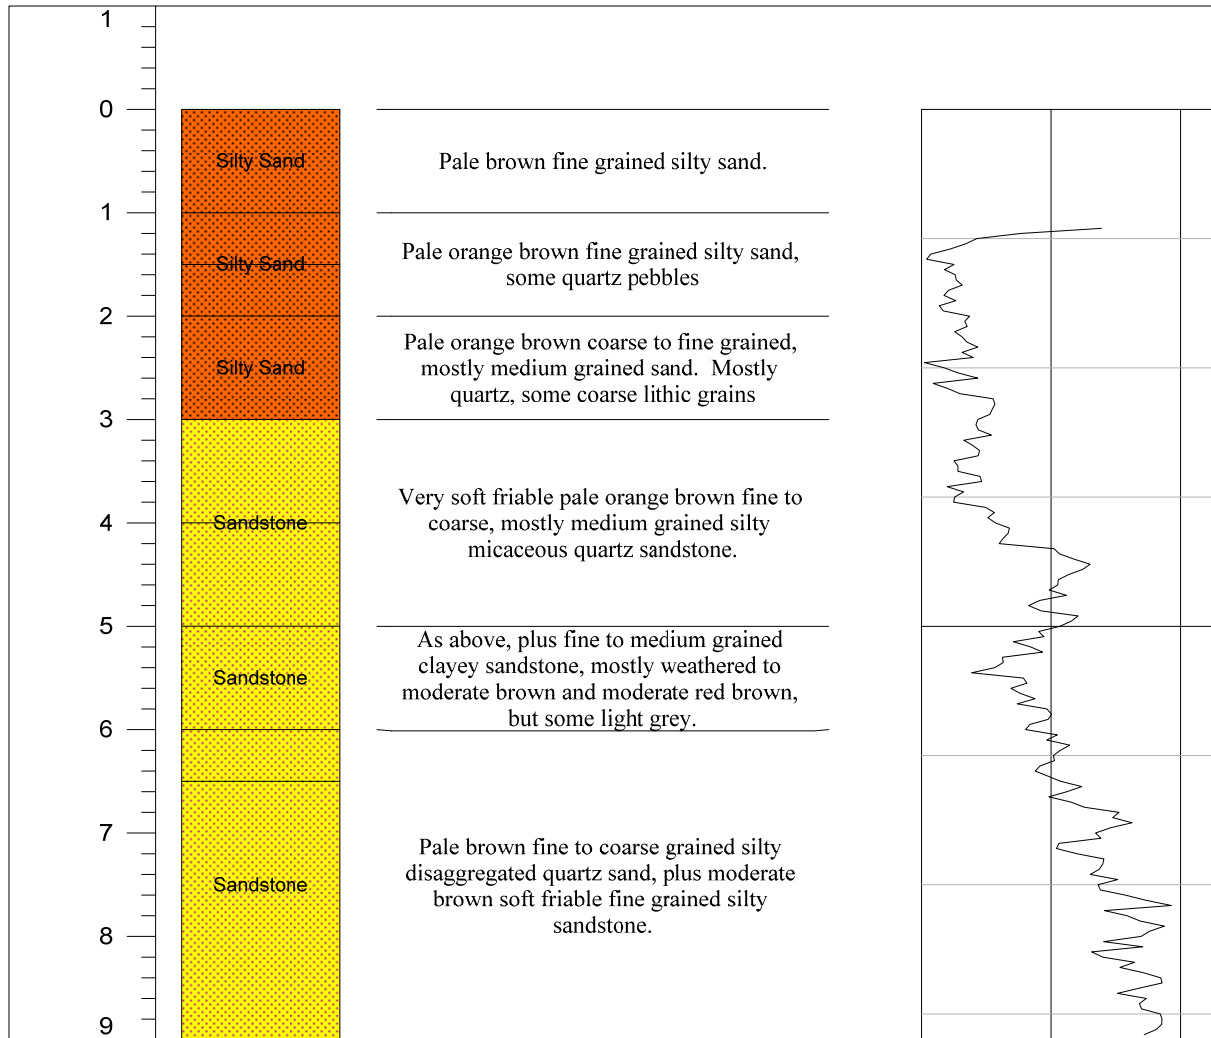 1
0
Silty Sand
Pale brown fine grained silty sand.
1
Silty Sand
Pale orange brown fine grained silty sand,
some quartz pebbles
2
Silty Sand
Pale orange brown coarse to fine grained,
mostly medium grained sand.  Mostly
quartz, some coarse lithic grains
3
4
Sandstone
Very soft friable pale orange brown fine to
coarse, mostly medium grained silty
micaceous quartz sandstone.
5
Sandstone
As above, plus fine to medium grained
clayey sandstone, mostly weathered to
moderate brown and moderate red brown,
but some light grey.
6
7
Sandstone
Pale brown fine to coarse grained silty
disaggregated quartz sand, plus moderate
brown soft friable fine grained silty
sandstone.
8
9